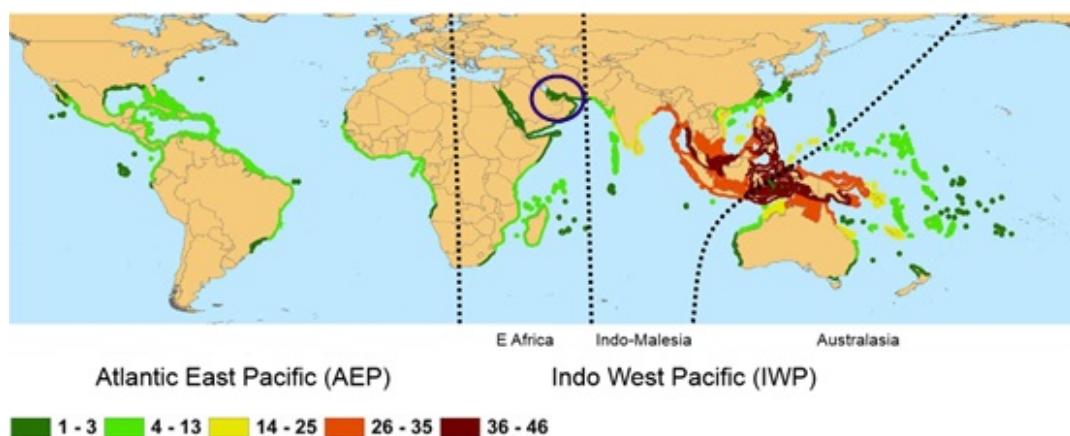 E Africa
Indo-Malesia
Australasia
Atlantic East Pacific (AEP)
Indo West Pacific (IWP)
1 - 3
4 - 13
14 - 25
26 - 35
36 - 46